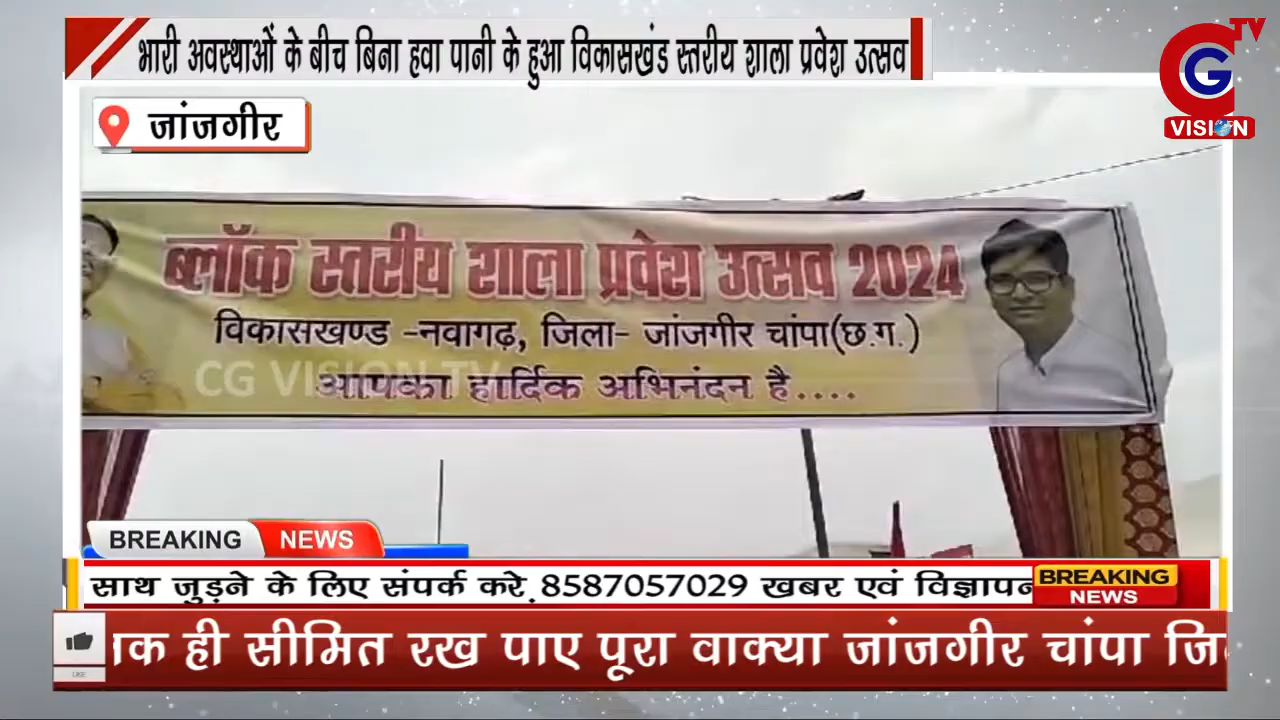 भारी अवस्थाओं के बीच बिना हवा पानी के हुआ विकासखंड स्तरीय शाला प्रवेश उत्सव
CG TV
VISION
जांजगीर
ब्लॉक स्तरीय शाला प्रवेश उत्सव 2024
विकासखण्ड -नवागढ़, जिला- जांजगीर चांपा(छ.ग.)
CG VISION TV
आपका हार्दिक अभिनंदन है....
BREAKING NEWS
साथ जुड़ने के लिए संपर्क करे 8587057029 खबर एवं विज्ञापन
BREAKING NEWS
ही सीमित रख पाए पूरा वाक्या जांजगीर चांपा
LIKE